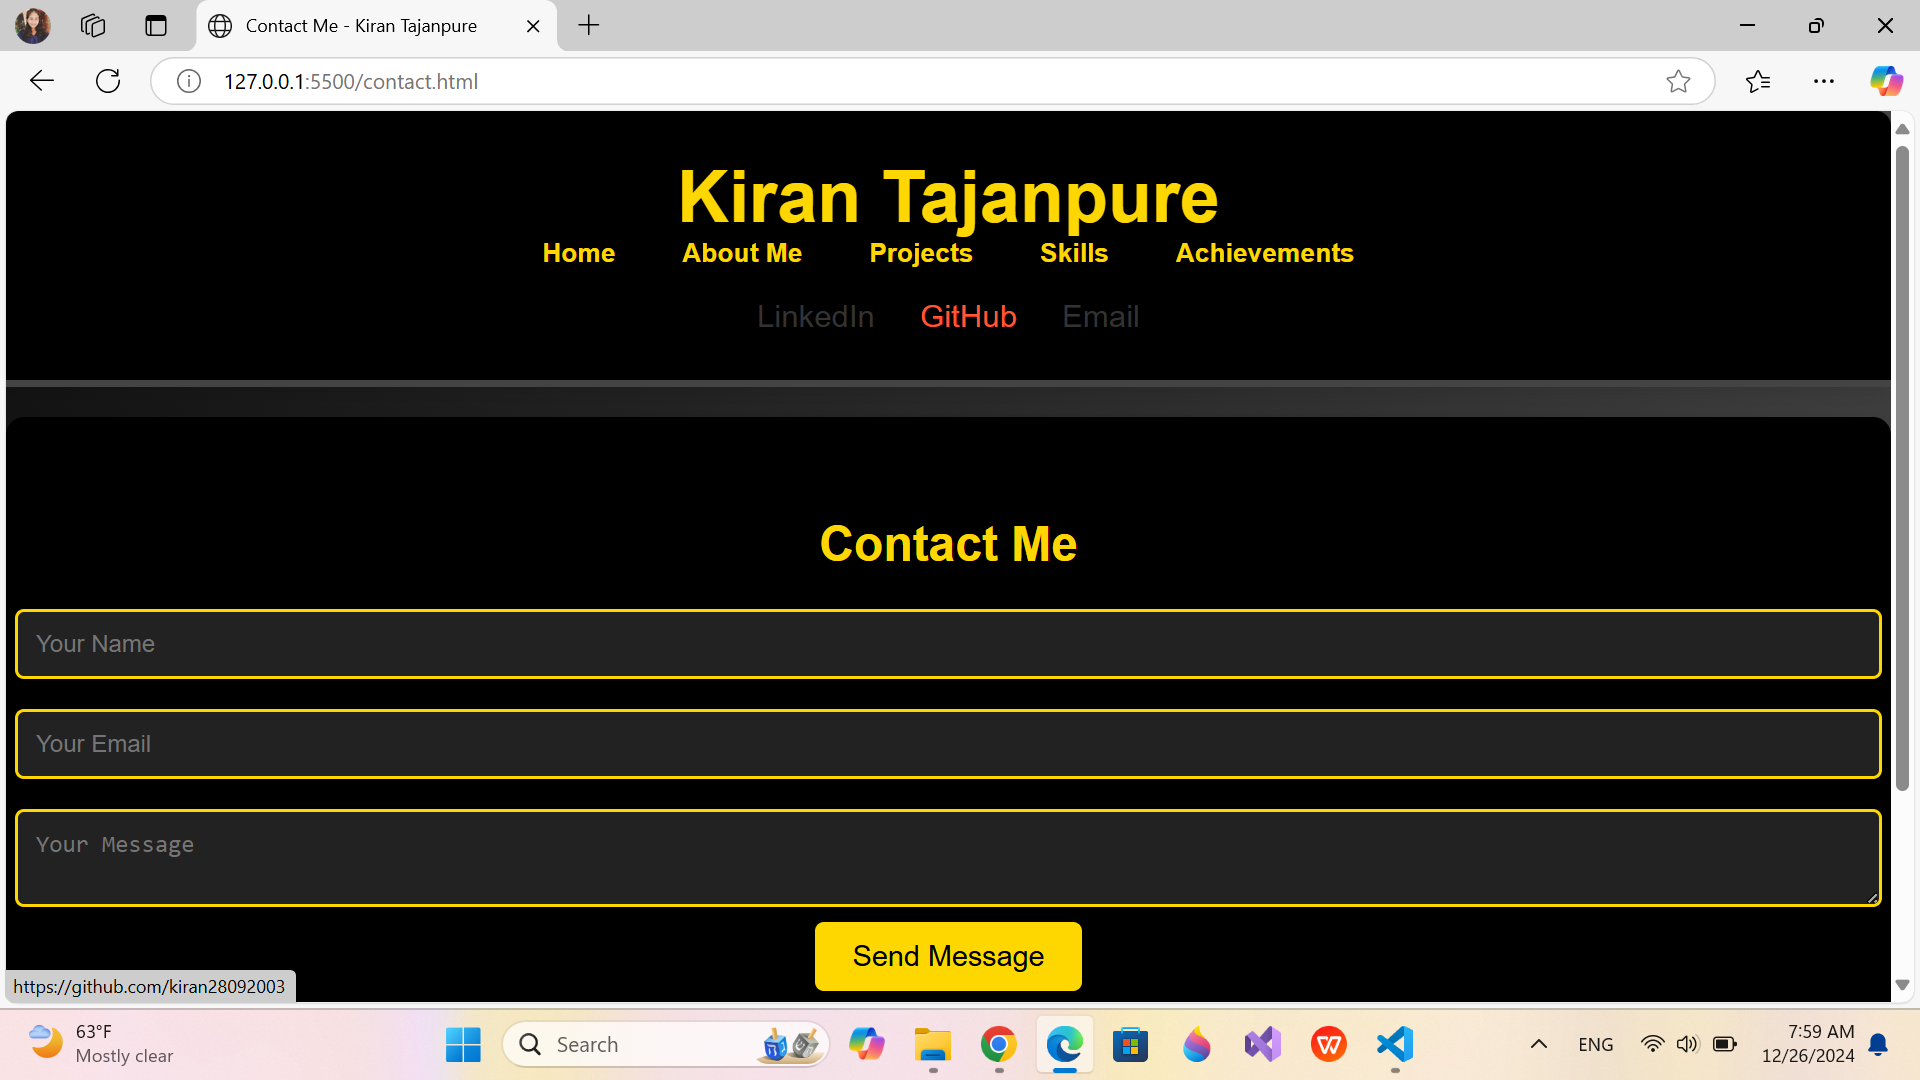 Contact Me - Kiran Tajanpure
127.0.0.1:5500/contact.html
Kiran Tajanpure
Home About Me Projects Skills Achievements
LinkedIn GitHub Email
Contact Me
Your Name
Your Email
Your Message
Send Message
https://github.com/kiran28092003
63°F
Mostly clear
Search
ENG
7:59 AM
12/26/2024